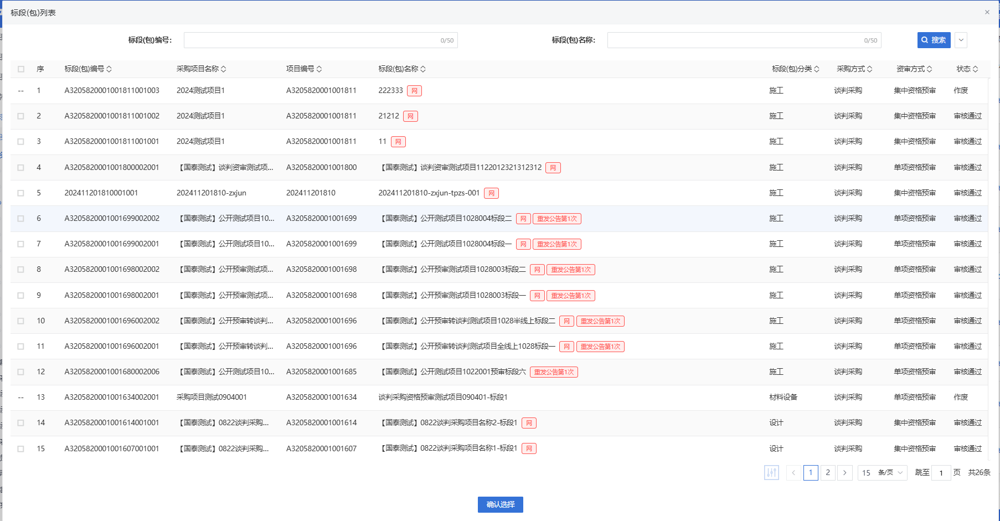 标段(包)列表
标段(包)编号: 0/50 标段(包)名称: 0/50 搜索
序 标段(包)编号 采购项目名称 项目编号 标段(包)名称 标段(包)分类 采购方式 资审方式 状态
-- 1 A3205820001001811001003 2024测试项目1 A3205820001001811 222333 网 施工 谈判采购 集中资格预审 作废
2 A3205820001001811001002 2024测试项目1 A3205820001001811 21212 网 施工 谈判采购 集中资格预审 审核通过
3 A3205820001001811001001 2024测试项目1 A3205820001001811 11 网 施工 谈判采购 集中资格预审 审核通过
4 A3205820001001800002001 【国泰测试】谈判资审测试项... A3205820001001800 【国泰测试】谈判资审测试项目1122012321312312 网 施工 谈判采购 单项资格预审 审核通过
5 202411201810001001 202411201810-zxjun 202411201810 202411201810-zxjun-tpzs-001 网 施工 谈判采购 集中资格预审 审核通过
6 A3205820001001699002002 【国泰测试】公开测试项目10... A3205820001001699 【国泰测试】公开测试项目1028004标段二 网 重发公告第1次 施工 谈判采购 单项资格预审 审核通过
7 A3205820001001699002001 【国泰测试】公开测试项目10... A3205820001001699 【国泰测试】公开测试项目1028004标段一 网 重发公告第1次 施工 谈判采购 单项资格预审 审核通过
8 A3205820001001698002002 【国泰测试】公开预审测试项... A3205820001001698 【国泰测试】公开预审测试项目1028003标段二 网 重发公告第1次 施工 谈判采购 单项资格预审 审核通过
9 A3205820001001698002001 【国泰测试】公开预审测试项... A3205820001001698 【国泰测试】公开预审测试项目1028003标段一 网 重发公告第1次 施工 谈判采购 单项资格预审 审核通过
10 A3205820001001696002002 【国泰测试】公开预审转谈判... A3205820001001696 【国泰测试】公开预审转谈判测试项目1028半线上标段二 网 重发公告第1次 施工 谈判采购 单项资格预审 审核通过
11 A3205820001001696002001 【国泰测试】公开预审转谈判... A3205820001001696 【国泰测试】公开预审转谈判测试项目全线上1028标段一 网 重发公告第1次 施工 谈判采购 单项资格预审 审核通过
12 A3205820001001680002006 【国泰测试】公开测试项目10... A3205820001001685 【国泰测试】公开测试项目1022001预审标段六 重发公告第1次 施工 谈判采购 单项资格预审 审核通过
-- 13 A3205820001001634002001 采购项目测试0904001 A3205820001001634 谈判采购资格预审测试项目090401-标段1 材料设备 谈判采购 单项资格预审 作废
14 A3205820001001614001001 【国泰测试】0822谈判采购... A3205820001001614 【国泰测试】0822谈判采购项目名称2-标段1 网 设计 谈判采购 集中资格预审 审核通过
15 A3205820001001607001001 【国泰测试】0822谈判采购... A3205820001001607 【国泰测试】0822谈判采购项目名称1-标段1 网 设计 谈判采购 集中资格预审 审核通过
1 2 15 条/页 跳至 1 页 共26条
确认选择